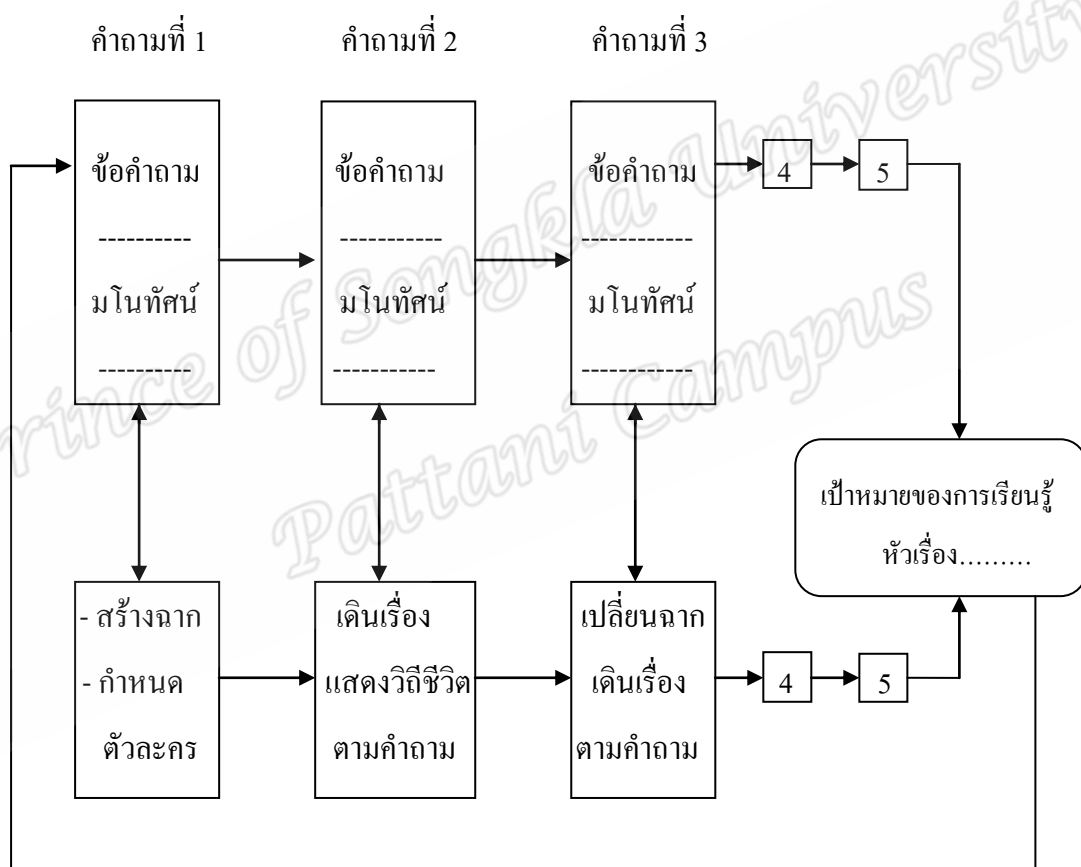 คำถามที่ 1
คำถามที่ 2
คำถามที่ 3
ข้อคำถาม
----------
มโนทัศน์
----------
ข้อคำถาม
-----------
มโนทัศน์
-----------
ข้อคำถาม
------------
มโนทัศน์
------------
4
5
เป้าหมายของการเรียนรู้
หัวเรื่อง.........
- สร้างฉาก
- กำหนด
ตัวละคร
เดินเรื่อง
แสดงวิถีชีวิต
ตามคำถาม
เปลี่ยนฉาก
เดินเรื่อง
ตามคำถาม
4
5
Prince of Songkla University
Pattani Campus